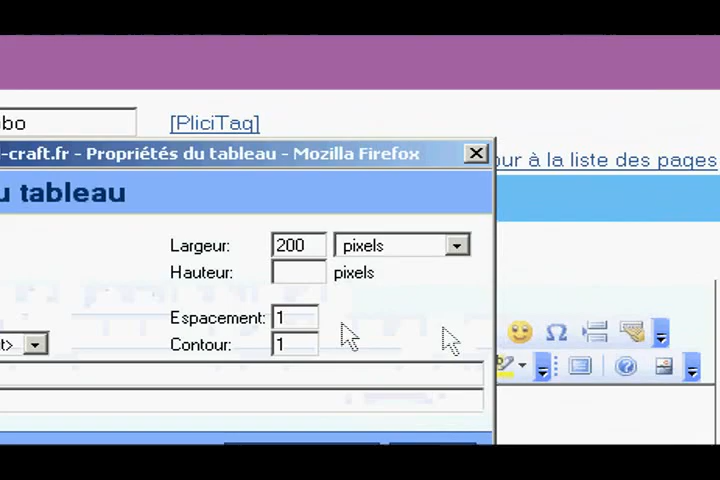 bo [PliciTaq]
-craft.fr - Propriétés du tableau - Mozilla Firefox
our à la liste des pages
u tableau
Largeur: 200 pixels
Hauteur: pixels
Espacement: 1
t> Contour: 1